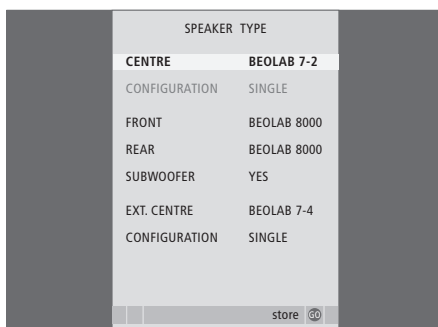 SPEAKER TYPE
CENTRE BEOLAB 7-2
CONFIGURATION SINGLE
FRONT BEOLAB 8000
REAR BEOLAB 8000
SUBWOOFER YES
EXT. CENTRE BEOLAB 7-4
CONFIGURATION SINGLE
store GO